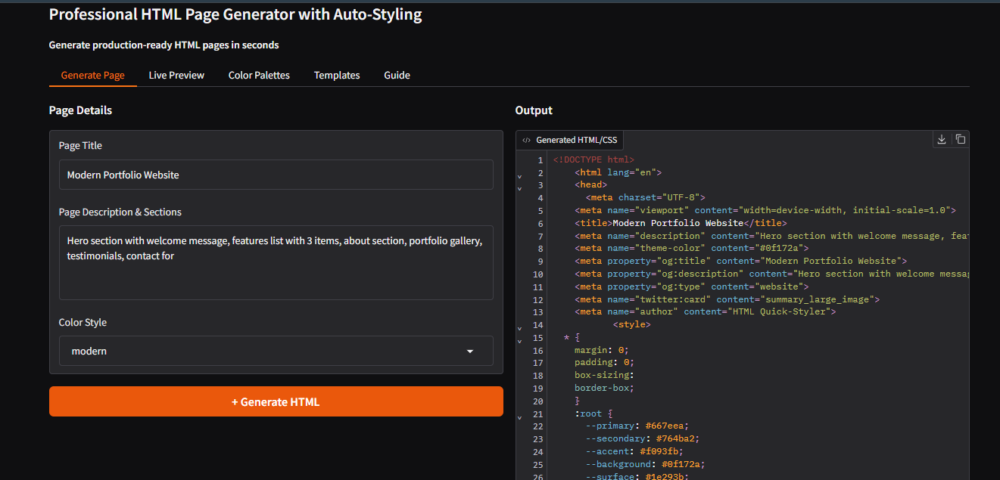 Professional HTML Page Generator with Auto-Styling
Generate production-ready HTML pages in seconds
Generate Page Live Preview Color Palettes Templates Guide
Page Details
Page Title
Modern Portfolio Website
Page Description & Sections
Hero section with welcome message, features list with 3 items, about section, portfolio gallery,
testimonials, contact for
Color Style
modern
+ Generate HTML
Output
</> Generated HTML/CSS
1 <!DOCTYPE html>
2 <html lang="en">
3 <head>
4 <meta charset="UTF-8">
5 <meta name="viewport" content="width=device-width, initial-scale=1.0">
6 <title>Modern Portfolio Website</title>
7 <meta name="description" content="Hero section with welcome message, fea
8 <meta name="theme-color" content="#0f172a">
9 <meta property="og:title" content="Modern Portfolio Website">
10 <meta property="og:description" content="Hero section with welcome messag
11 <meta property="og:type" content="website">
12 <meta name="twitter:card" content="summary_large_image">
13 <meta name="author" content="HTML Quick-Styler">
14 <style>
15 * {
16 margin: 0;
17 padding: 0;
18 box-sizing:
19 border-box;
20 }
21 :root {
22 --primary: #667eea;
23 --secondary: #764ba2;
24 --accent: #f093fb;
25 --background: #0f172a;
26 --surface: #1e293b;